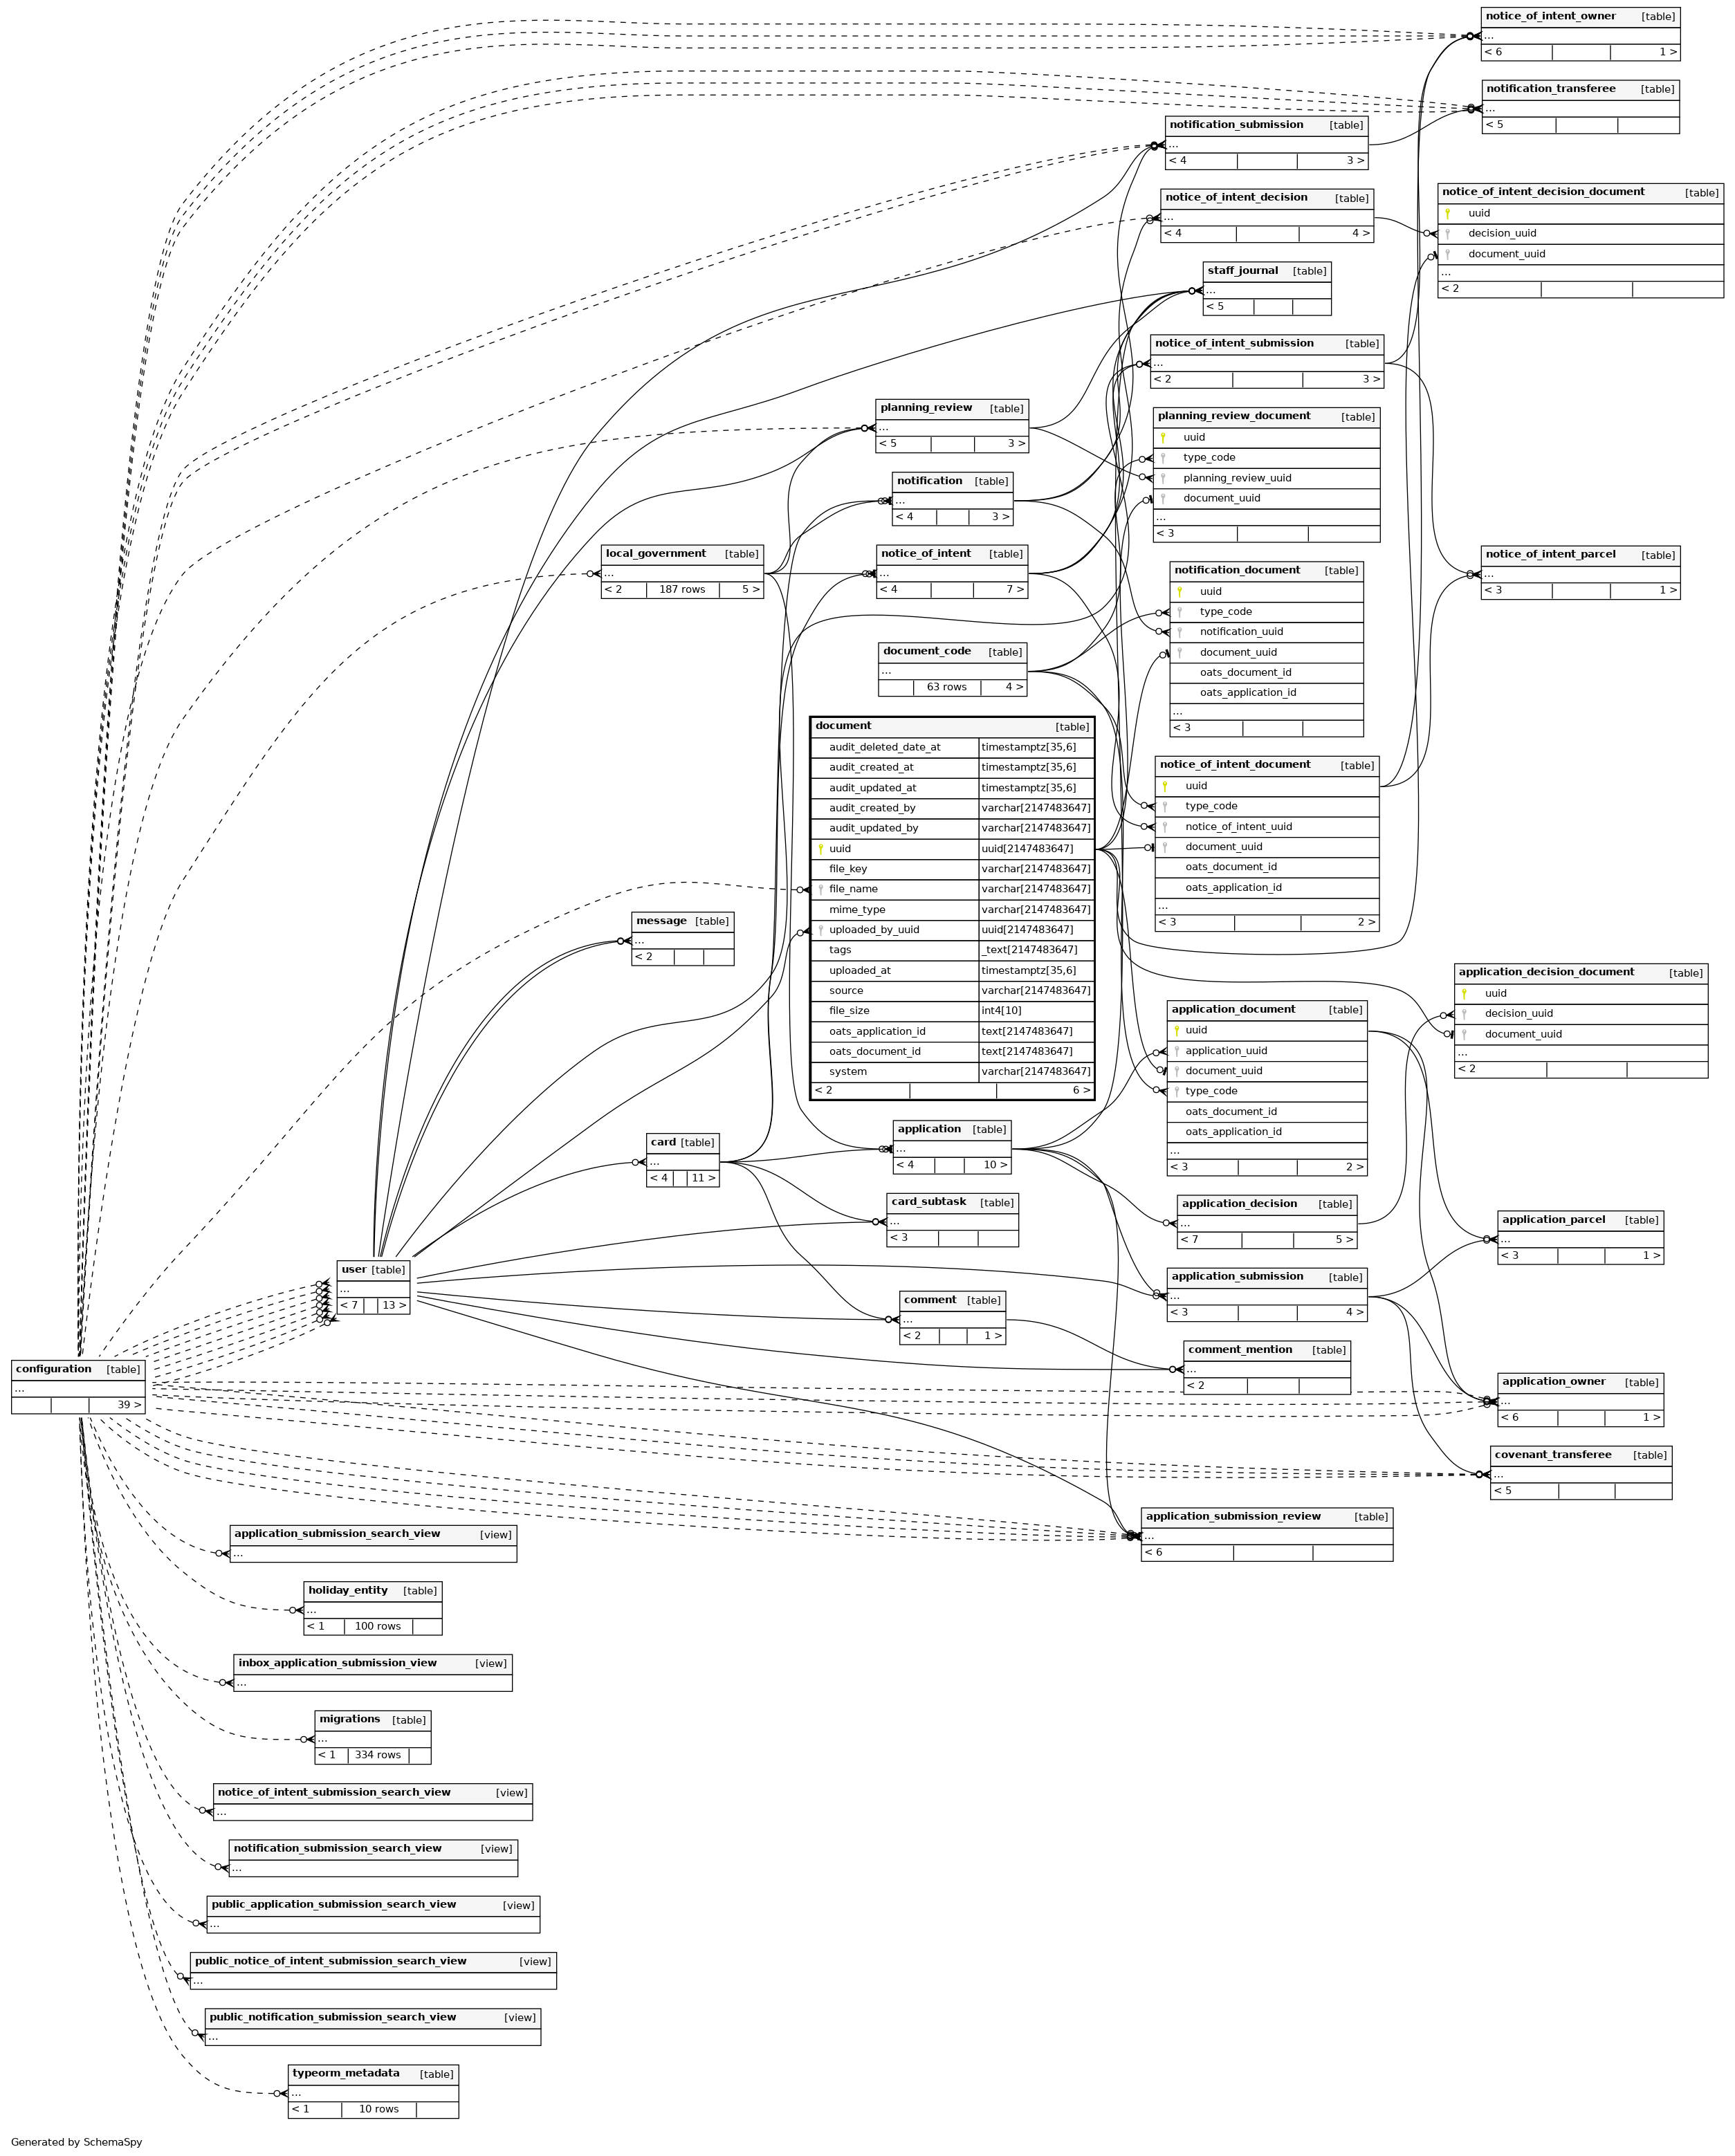 notice_of_intent_owner [table]
...
< 6 1 >
notification_transferee [table]
...
< 5
notification_submission [table]
...
< 4 3 >
notice_of_intent_decision_document [table]
uuid
decision_uuid
document_uuid
...
< 2
notice_of_intent_decision [table]
...
< 4 4 >
staff_journal [table]
...
< 5
notice_of_intent_submission [table]
...
< 2 3 >
planning_review [table]
...
< 5 3 >
planning_review_document [table]
uuid
type_code
planning_review_uuid
document_uuid
...
< 3
notification [table]
...
< 4 3 >
local_government [table]
...
< 2 187 rows 5 >
notice_of_intent [table]
...
< 4 7 >
notice_of_intent_parcel [table]
...
< 3 1 >
notification_document [table]
uuid
type_code
notification_uuid
document_uuid
oats_document_id
oats_application_id
...
< 3
document_code [table]
...
63 rows 4 >
document [table]
audit_deleted_date_at timestamptz[35,6]
audit_created_at timestamptz[35,6]
audit_updated_at timestamptz[35,6]
audit_created_by varchar[2147483647]
audit_updated_by varchar[2147483647]
uuid uuid[2147483647]
file_key varchar[2147483647]
file_name varchar[2147483647]
mime_type varchar[2147483647]
uploaded_by_uuid uuid[2147483647]
tags _text[2147483647]
uploaded_at timestamptz[35,6]
source varchar[2147483647]
file_size int4[10]
oats_application_id text[2147483647]
oats_document_id text[2147483647]
system varchar[2147483647]
< 2 6 >
notice_of_intent_document [table]
uuid
type_code
notice_of_intent_uuid
document_uuid
oats_document_id
oats_application_id
...
< 3 2 >
message [table]
...
< 2
application_decision_document [table]
uuid
decision_uuid
document_uuid
...
< 2
application_document [table]
uuid
application_uuid
document_uuid
type_code
oats_document_id
oats_application_id
...
< 3 2 >
application [table]
...
< 4 10 >
card [table]
...
< 4 11 >
card_subtask [table]
...
< 3
application_decision [table]
...
< 7 5 >
application_parcel [table]
...
< 3 1 >
user [table]
...
< 7 13 >
application_submission [table]
...
< 3 4 >
comment [table]
...
< 2 1 >
comment_mention [table]
...
< 2
configuration [table]
...
39 >
application_owner [table]
...
< 6 1 >
covenant_transferee [table]
...
< 5
application_submission_review [table]
...
< 6
application_submission_search_view [view]
...
holiday_entity [table]
...
< 1 100 rows
inbox_application_submission_view [view]
...
migrations [table]
...
< 1 334 rows
notice_of_intent_submission_search_view [view]
...
notification_submission_search_view [view]
...
public_application_submission_search_view [view]
...
public_notice_of_intent_submission_search_view [view]
...
public_notification_submission_search_view [view]
...
typeorm_metadata [table]
...
< 1 10 rows
Generated by SchemaSpy